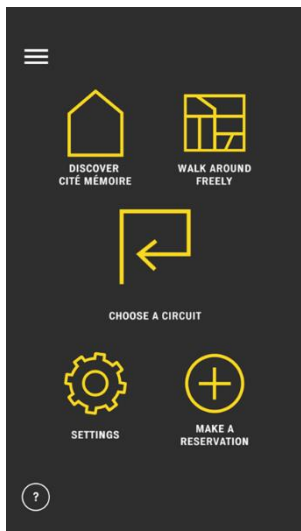 DISCOVER
CITÉ MÉMOIRE
WALK AROUND
FREELY
CHOOSE A CIRCUIT
SETTINGS
MAKE A
RESERVATION
?